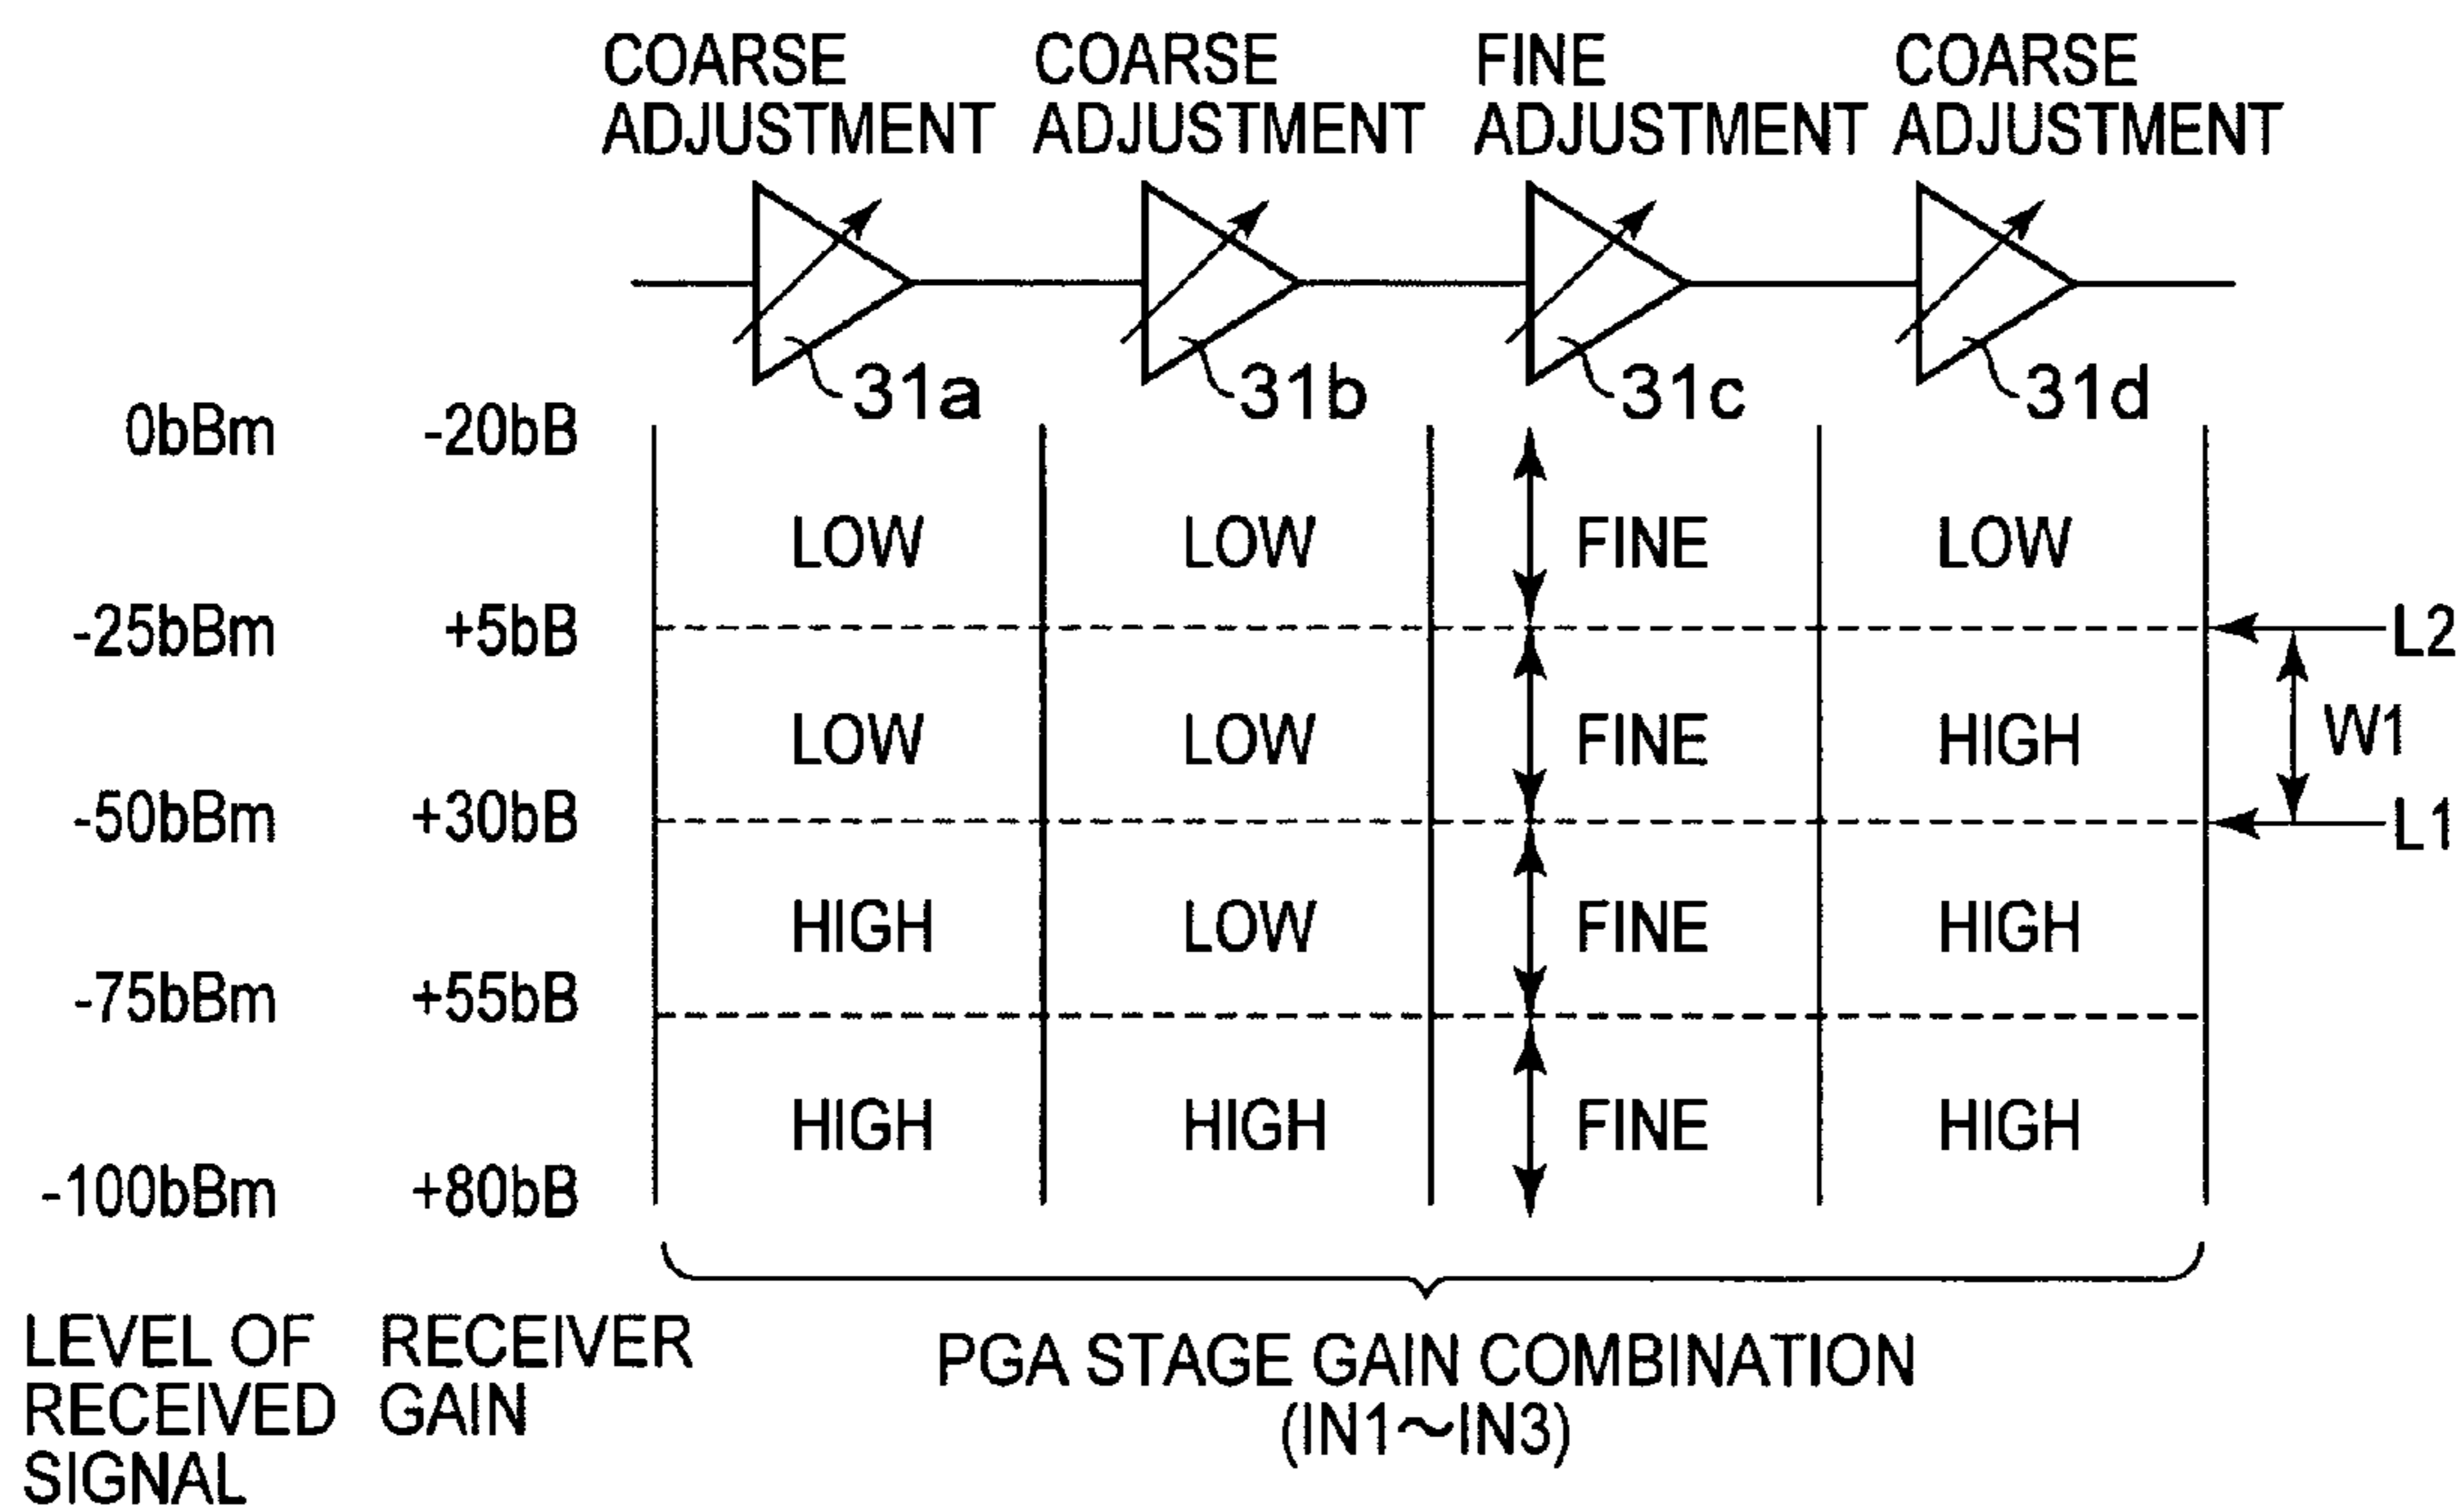 COARSE ADJUSTMENT
COARSE ADJUSTMENT
FINE ADJUSTMENT
COARSE ADJUSTMENT
31a 31b 31c 31d
0bBm -20bB
LOW LOW FINE LOW
-25bBm +5bB L2
LOW LOW FINE HIGH W1
-50bBm +30bB L1
HIGH LOW FINE HIGH
-75bBm +55bB
HIGH HIGH FINE HIGH
-100bBm +80bB
LEVEL OF
RECEIVED
SIGNAL
RECEIVER
GAIN
PGA STAGE GAIN COMBINATION
(IN1～IN3)